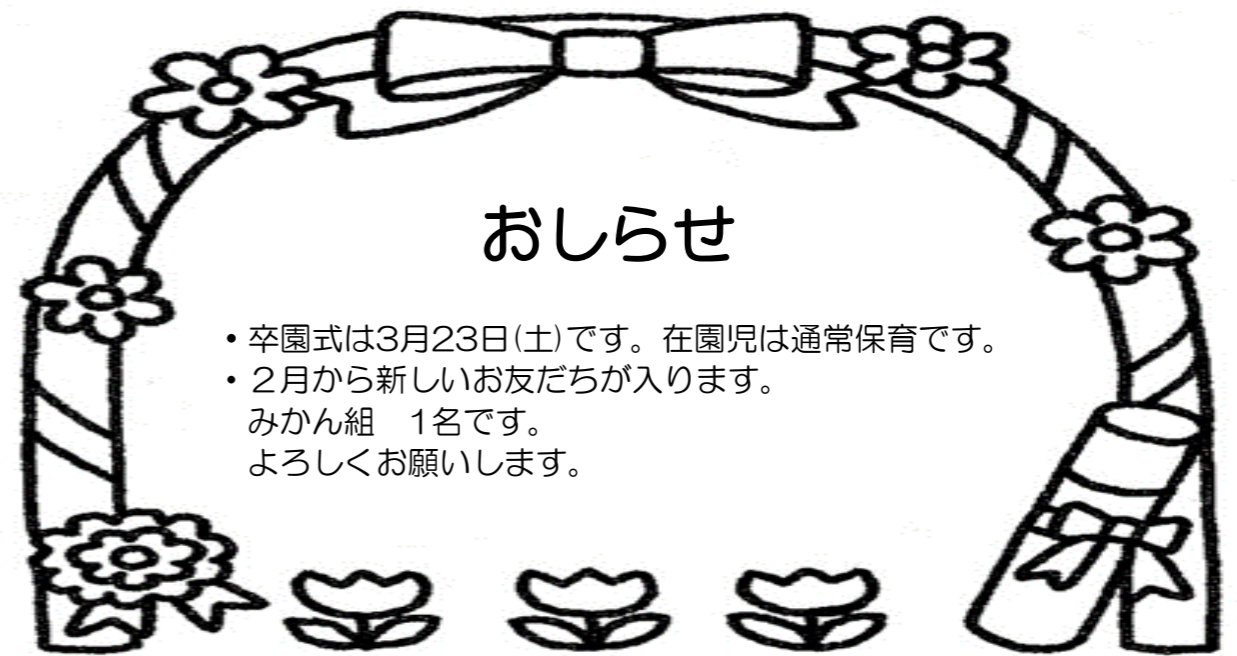 おしらせ
・卒園式は3月23日(土)です。在園児は通常保育です。
・２月から新しいお友だちが入ります。
みかん組　1名です。
よろしくお願いします。